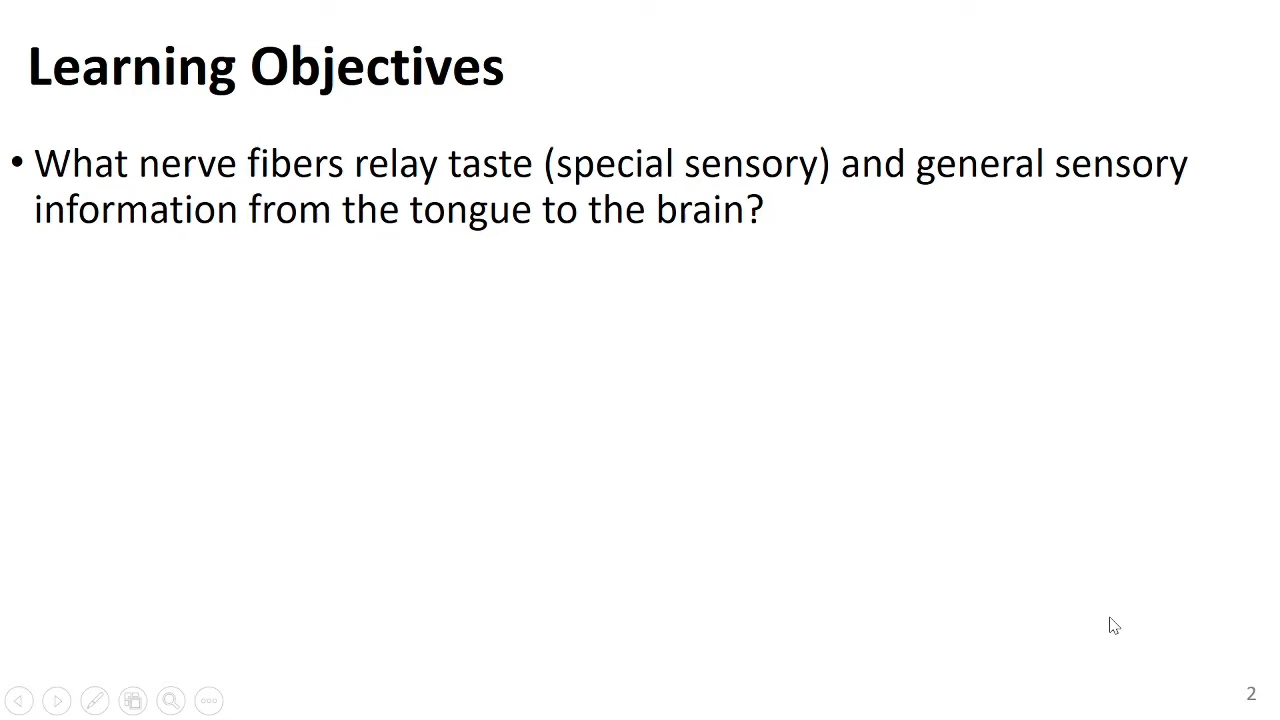 Learning Objectives
• What nerve fibers relay taste (special sensory) and general sensory
information from the tongue to the brain?
2